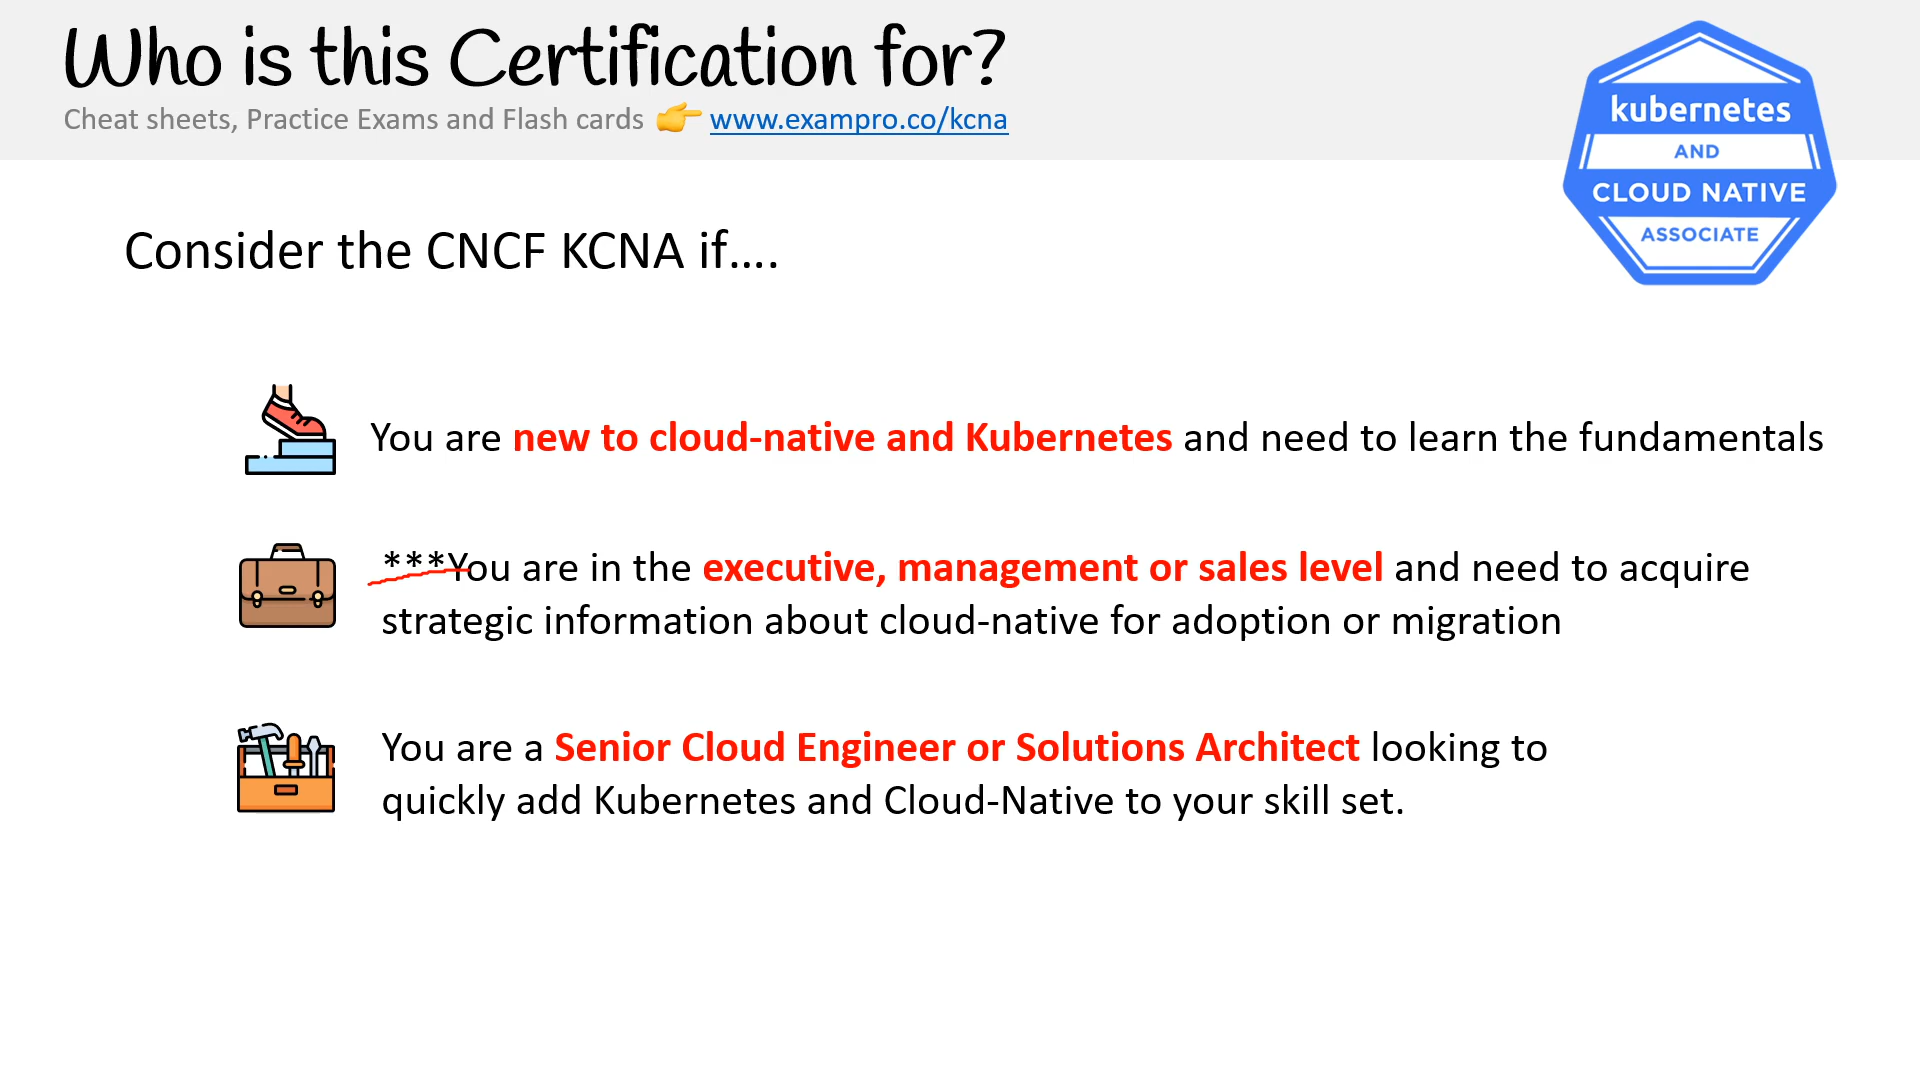 Who is this Certification for?
Cheat sheets, Practice Exams and Flash cards 👉 www.exampro.co/kcna
kubernetes
AND
CLOUD NATIVE
ASSOCIATE
Consider the CNCF KCNA if....
You are new to cloud-native and Kubernetes and need to learn the fundamentals
***You are in the executive, management or sales level and need to acquire
strategic information about cloud-native for adoption or migration
You are a Senior Cloud Engineer or Solutions Architect looking to
quickly add Kubernetes and Cloud-Native to your skill set.